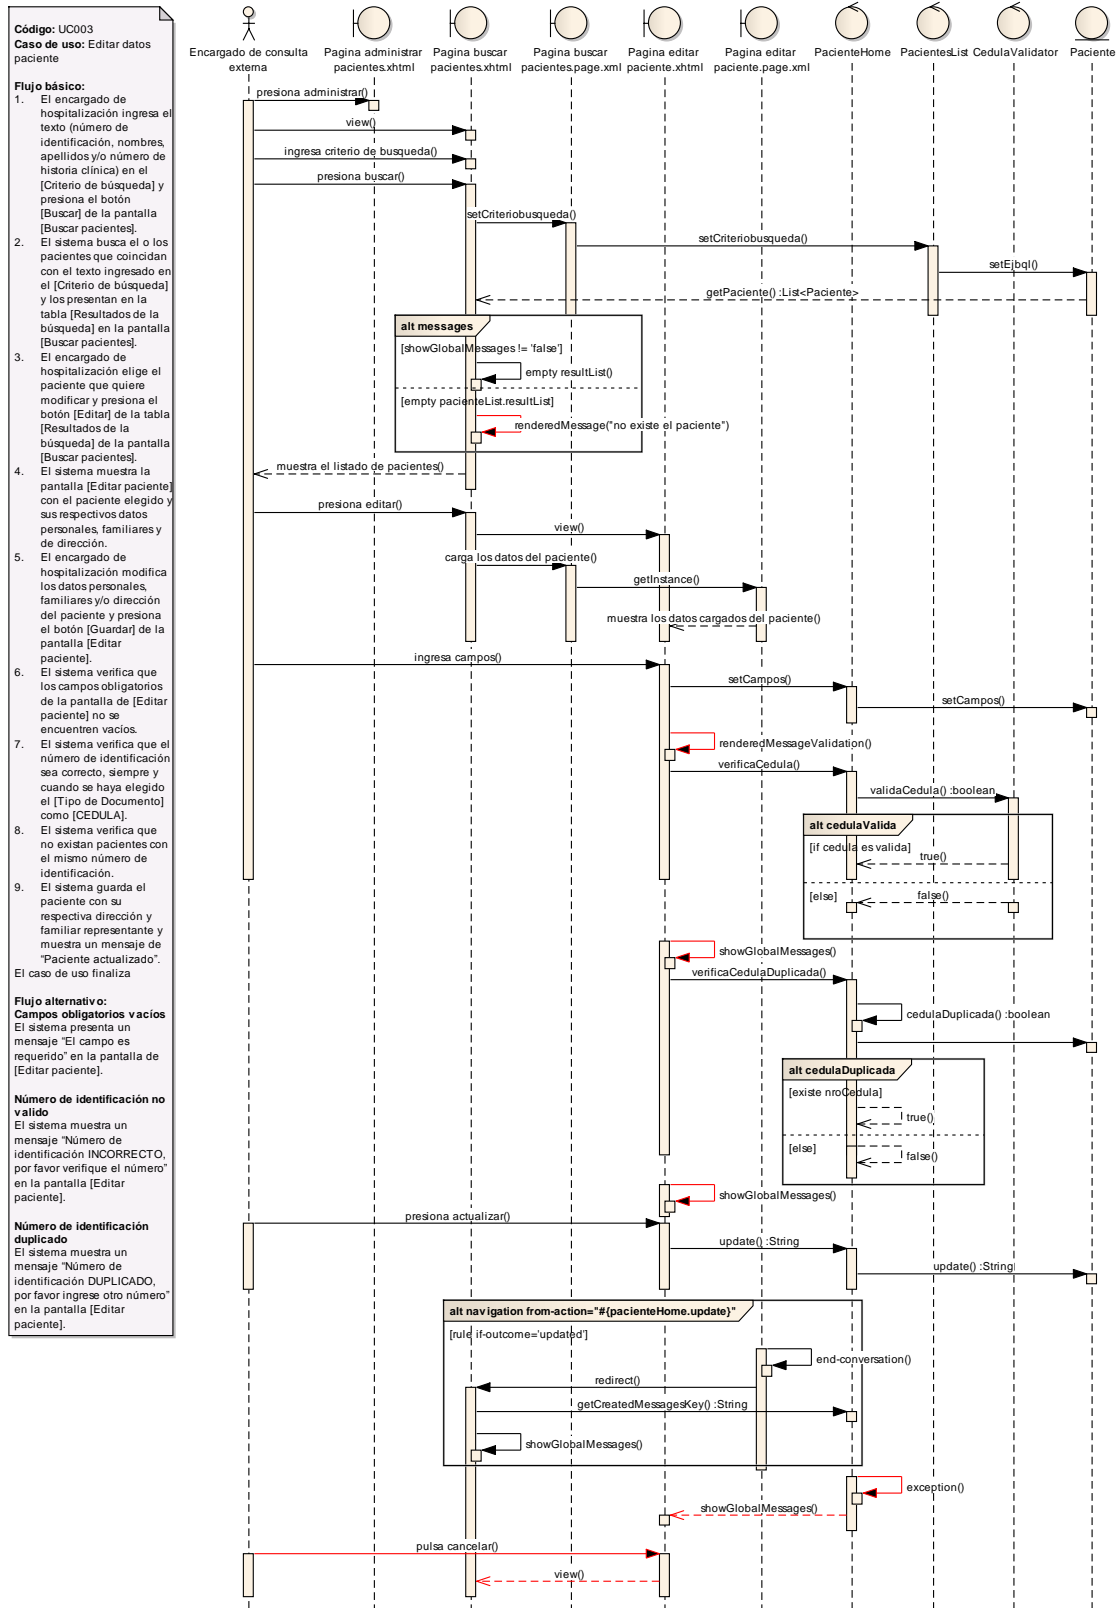 Código: UC003
Caso de uso: Editar datos
paciente
Flujo básico:
1. El encargado de
hospitalización ingresa el
texto (número de
identificación, nombres,
apellidos y/o número de
historia clínica) en el
[Criterio de búsqueda] y
presiona el botón
[Buscar] de la pantalla
[Buscar pacientes].
2. El sistema busca el o los
pacientes que coincidan
con el texto ingresado en
el [Criterio de búsqueda]
y los presentan en la
tabla [Resultados de la
búsqueda] en la pantalla
[Buscar pacientes].
3. El encargado de
hospitalización elige el
paciente que quiere
modificar y presiona el
botón [Editar] de la tabla
[Resultados de la
búsqueda] de la pantalla
[Buscar pacientes].
4. El sistema muestra la
pantalla [Editar paciente]
con el paciente elegido y
sus respectivos datos
personales, familiares y
de dirección.
5. El encargado de
hospitalización modifica
los datos personales,
familiares y/o dirección
del paciente y presiona
el botón [Guardar] de la
pantalla [Editar
paciente].
6. El sistema verifica que
los campos obligatorios
de la pantalla de [Editar
paciente] no se
encuentren vacíos.
7. El sistema verifica que el
número de identificación
sea correcto, siempre y
cuando se haya elegido
el [Tipo de Documento]
como [CEDULA].
8. El sistema verifica que
no existan pacientes con
el mismo número de
identificación.
9. El sistema guarda el
paciente con su
respectiva dirección y
familiar representante y
muestra un mensaje de
“Paciente actualizado”.
El caso de uso finaliza
Flujo alternativo:
Campos obligatorios vacíos
El sistema presenta un
mensaje “El campo es
requerido” en la pantalla de
[Editar paciente].
Número de identificación no
valido
El sistema muestra un
mensaje “Número de
identificación INCORRECTO,
por favor verifique el número”
en la pantalla [Editar
paciente].
Número de identificación
duplicado
El sistema muestra un
mensaje “Número de
identificación DUPLICADO,
por favor ingrese otro número”
en la pantalla [Editar
paciente].
Encargado de consulta
externa
Pagina administrar
pacientes.xhtml
Pagina buscar
pacientes.xhtml
Pagina buscar
pacientes.page.xml
Pagina editar
paciente.xhtml
Pagina editar
paciente.page.xml
PacienteHome
PacientesList
CedulaValidator
Paciente
presiona administrar()
view()
ingresa criterio de busqueda()
presiona buscar()
setCriteriobusqueda()
setCriteriobusqueda()
setEjbql()
getPaciente() :List<Paciente>
alt messages
[showGlobalMessages != 'false']
empty resultList()
[empty pacienteList.resultList]
renderedMessage("no existe el paciente")
muestra el listado de pacientes()
presiona editar()
view()
carga los datos del paciente()
getInstance()
muestra los datos cargados del paciente()
ingresa campos()
setCampos()
setCampos()
renderedMessageValidation()
verificaCedula()
validaCedula() :boolean
alt cedulaValida
[if cedula es valida]
true()
[else]
false()
showGlobalMessages()
verificaCedulaDuplicada()
cedulaDuplicada() :boolean
alt cedulaDuplicada
[existe nroCedula]
true()
[else]
false()
showGlobalMessages()
presiona actualizar()
update() :String
update() :String
alt navigation from-action="#{pacienteHome.update}"
[rule if-outcome='updated']
end-conversation()
redirect()
getCreatedMessagesKey() :String
showGlobalMessages()
exception()
showGlobalMessages()
pulsa cancelar()
view()